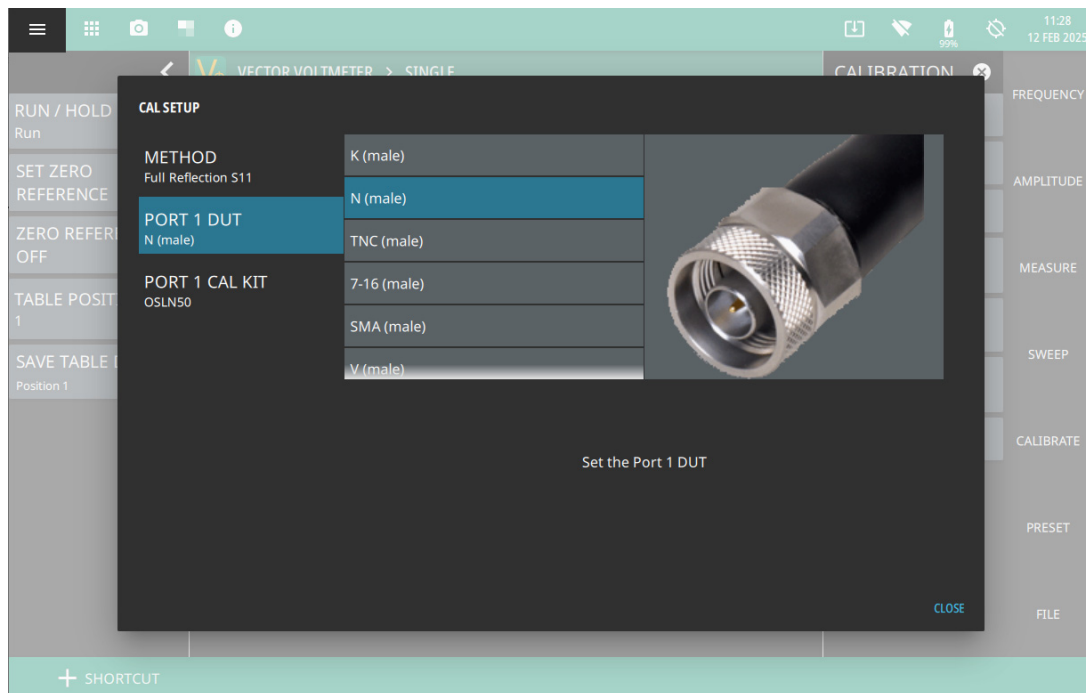 11:28
99%
12 FEB 2025
VECTOR VOLTMETER > SINGLE
CALIBRATION
RUN / HOLD
Run
SET ZERO
REFERENCE
ZERO REFER
OFF
TABLE POSIT
1
SAVE TABLE
Position 1
CAL SETUP
METHOD
Full Reflection S11
PORT 1 DUT
N (male)
PORT 1 CAL KIT
OSLN50
K (male)
N (male)
TNC (male)
7-16 (male)
SMA (male)
V (male)
Set the Port 1 DUT
CLOSE
FREQUENCY
AMPLITUDE
MEASURE
SWEEP
CALIBRATE
PRESET
FILE
+ SHORTCUT